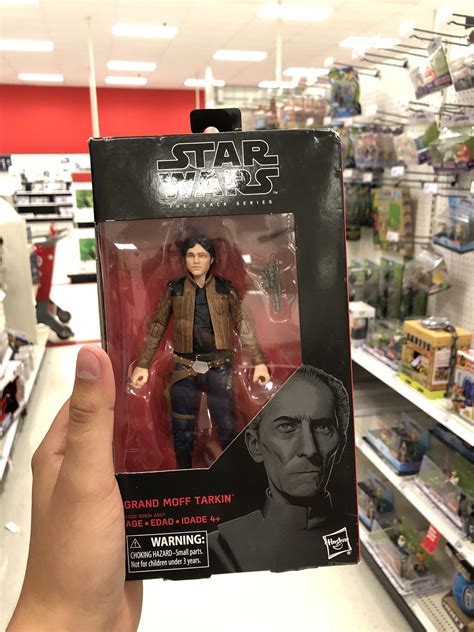 STAR
WARS
THE BLACK SERIES
GRAND MOFF TARKIN
AGE • EDAD • IDADE 4+
WARNING:
CHOKING HAZARD–Small parts.
Not for children under 3 years.
Hasbro